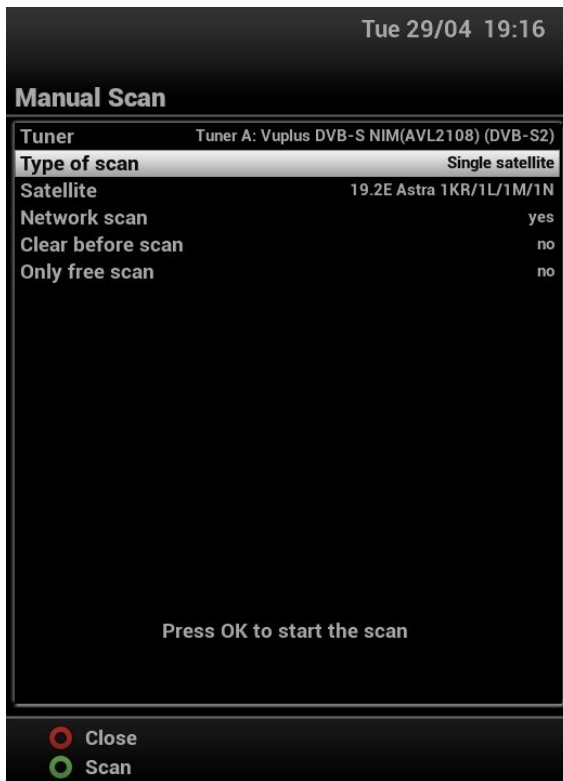 Tue 29/04 19:16
Manual Scan
Tuner Tuner A: Vuplus DVB-S NIM(AVL2108) (DVB-S2)
Type of scan Single satellite
Satellite 19.2E Astra 1KR/1L/1M/1N
Network scan yes
Clear before scan no
Only free scan no
Press OK to start the scan
Close
Scan